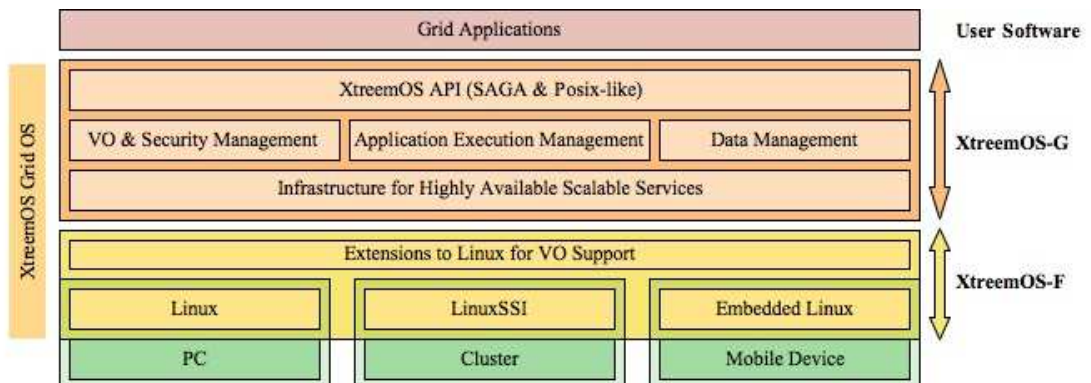 Grid Applications
User Software
XtreemOS Grid OS
XtreemOS API (SAGA & Posix-like)
VO & Security Management
Application Execution Management
Data Management
XtreemOS-G
Infrastructure for Highly Available Scalable Services
Extensions to Linux for VO Support
XtreemOS-F
Linux
LinuxSSI
Embedded Linux
PC
Cluster
Mobile Device